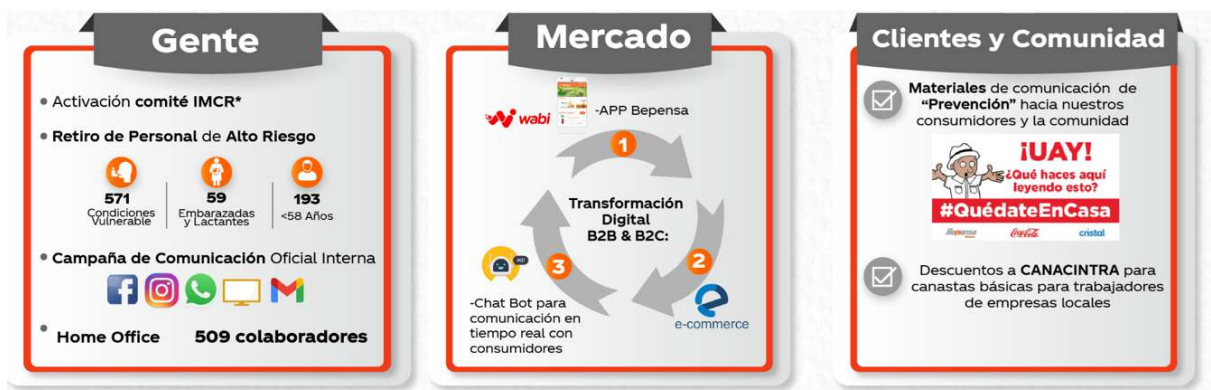 Gente
• Activación comité IMCR*
• Retiro de Personal de Alto Riesgo
571
Condiciones
Vulnerable
59
Embarazadas
y Lactantes
193
<58 Años
• Campaña de Comunicación Oficial Interna
• Home Office 509 colaboradores
Mercado
wabi
-APP Bepensa
1
Transformación
Digital
B2B & B2C:
2
e-commerce
3
-Chat Bot para
comunicación en
tiempo real con
consumidores
Clientes y Comunidad
Materiales de comunicación de
“Prevención” hacia nuestros
consumidores y la comunidad
¡UAY!
¿Qué haces aquí
leyendo esto?
#QuédateEnCasa
Bepensa
Coca-Cola
cristal
Descuentos a CANACINTRA para
canastas básicas para trabajadores
de empresas locales